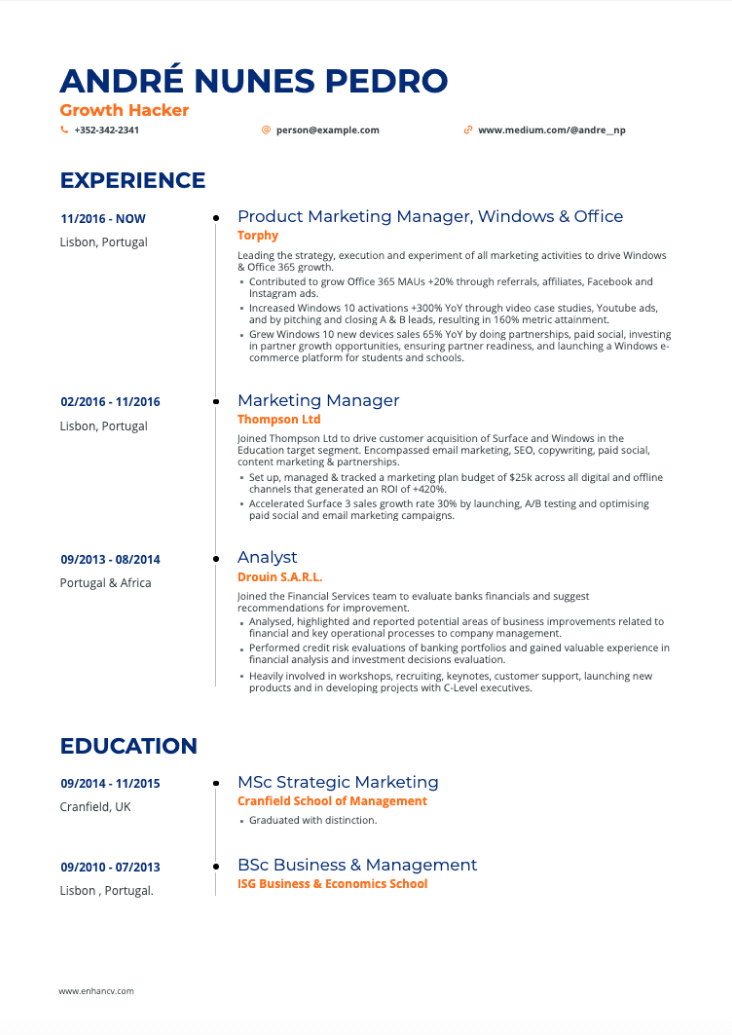 ANDRÉ NUNES PEDRO
Growth Hacker
+352-342-2341 person@example.com www.medium.com/@andre__np
EXPERIENCE
11/2016 - NOW
Lisbon, Portugal
Product Marketing Manager, Windows & Office
Torphy
Leading the strategy, execution and experiment of all marketing activities to drive Windows
& Office 365 growth.
• Contributed to grow Office 365 MAUs +20% through referrals, affiliates, Facebook and
Instagram ads.
• Increased Windows 10 activations +300% YoY through video case studies, Youtube ads,
and by pitching and closing A & B leads, resulting in 160% metric attainment.
• Grew Windows 10 new devices sales 65% YoY by doing partnerships, paid social, investing
in partner growth opportunities, ensuring partner readiness, and launching a Windows e-
commerce platform for students and schools.
02/2016 - 11/2016
Lisbon, Portugal
Marketing Manager
Thompson Ltd
Joined Thompson Ltd to drive customer acquisition of Surface and Windows in the
Education target segment. Encompassed email marketing, SEO, copywriting, paid social,
content marketing & partnerships.
• Set up, managed & tracked a marketing plan budget of $25k across all digital and offline
channels that generated an ROI of +420%.
• Accelerated Surface 3 sales growth rate 30% by launching, A/B testing and optimising
paid social and email marketing campaigns.
09/2013 - 08/2014
Portugal & Africa
Analyst
Drouin S.A.R.L.
Joined the Financial Services team to evaluate banks financials and suggest
recommendations for improvement.
• Analysed, highlighted and reported potential areas of business improvements related to
financial and key operational processes to company management.
• Performed credit risk evaluations of banking portfolios and gained valuable experience in
financial analysis and investment decisions evaluation.
• Heavily involved in workshops, recruiting, keynotes, customer support, launching new
products and in developing projects with C-Level executives.
EDUCATION
09/2014 - 11/2015
Cranfield, UK
MSc Strategic Marketing
Cranfield School of Management
• Graduated with distinction.
09/2010 - 07/2013
Lisbon , Portugal.
BSc Business & Management
ISG Business & Economics School
www.enhancv.com